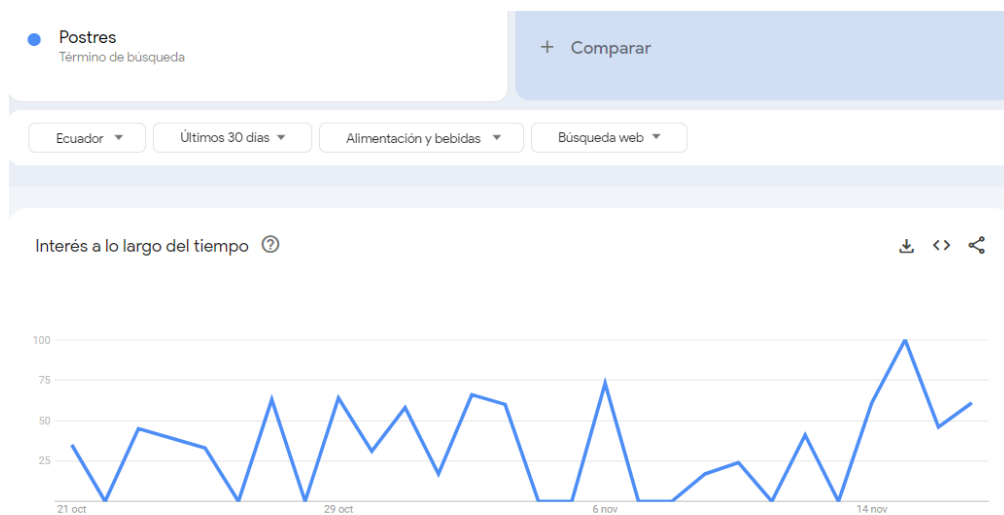 Postres
Término de búsqueda
+ Comparar
Ecuador
Últimos 30 días
Alimentación y bebidas
Búsqueda web
Interés a lo largo del tiempo
100
75
50
25
21 oct
29 oct
6 nov
14 nov